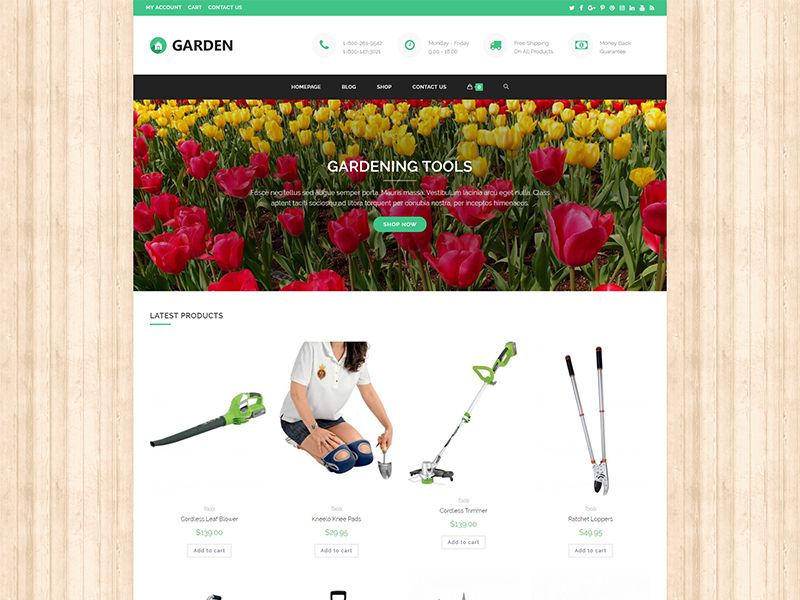 MY ACCOUNT CART CONTACT US
GARDEN
1-800-263-9642
1-800-147-3021
Monday - Friday
9.00 - 18.00
Free Shipping
On All Products
Money Back
Guarantee
HOMEPAGE BLOG SHOP CONTACT US 0
GARDENING TOOLS
Fusce neg tellus sed augue semper porta. Mauris massa. Vestibulum lacinia arcu eget nulla. Class
aptent taciti sociosqu ad litora torquent per conubia nostra, per inceptos himenaeos.
SHOP NOW
LATEST PRODUCTS
Tools
Cordless Leaf Blower
$139.00
Add to cart
Tools
Kneelo Knee Pads
$29.95
Add to cart
Tools
Cordless Trimmer
$139.00
Add to cart
Tools
Ratchet Loppers
$49.95
Add to cart